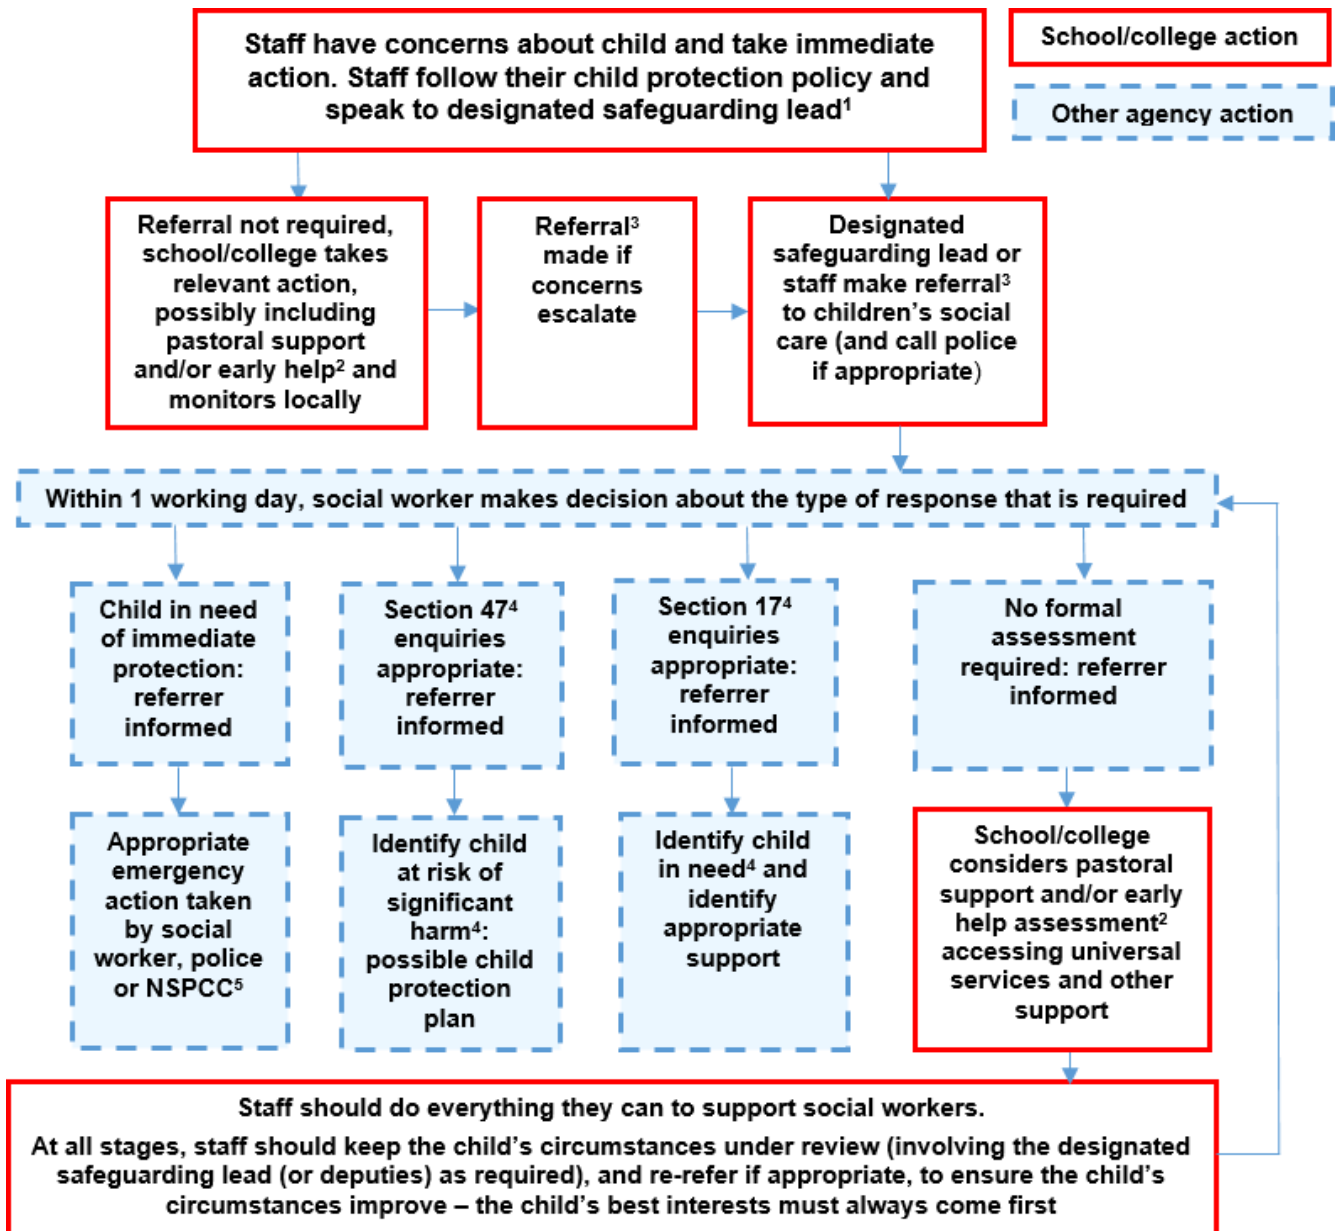 Staff have concerns about child and take immediate
action. Staff follow their child protection policy and
speak to designated safeguarding lead¹
School/college action
Other agency action
Referral not required,
school/college takes
relevant action,
possibly including
pastoral support
and/or early help² and
monitors locally
Referral³
made if
concerns
escalate
Designated
safeguarding lead or
staff make referral³
to children’s social
care (and call police
if appropriate)
Within 1 working day, social worker makes decision about the type of response that is required
Child in need
of immediate
protection:
referrer
informed
Section 47⁴
enquiries
appropriate:
referrer
informed
Section 17⁴
enquiries
appropriate:
referrer
informed
No formal
assessment
required: referrer
informed
Appropriate
emergency
action taken
by social
worker, police
or NSPCC⁵
Identify child
at risk of
significant
harm⁴:
possible child
protection
plan
Identify child
in need⁴ and
identify
appropriate
support
School/college
considers pastoral
support and/or early
help assessment²
accessing universal
services and other
support
Staff should do everything they can to support social workers.
At all stages, staff should keep the child’s circumstances under review (involving the designated
safeguarding lead (or deputies) as required), and re-refer if appropriate, to ensure the child’s
circumstances improve – the child’s best interests must always come first